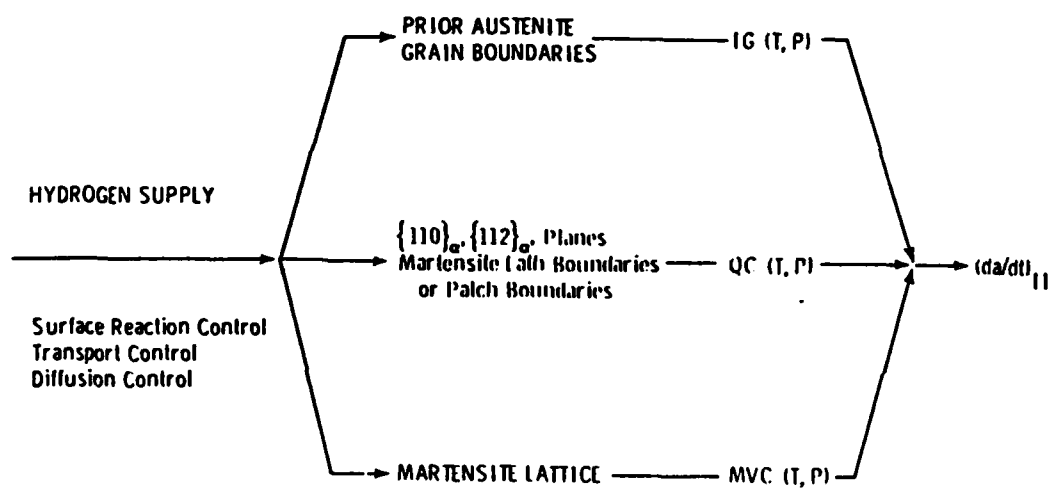 PRIOR AUSTENITE
GRAIN BOUNDARIES
IG (T, P)
HYDROGEN SUPPLY
{110}α', {112}α' Planes
Martensite Lath Boundaries
or Patch Boundaries
QC (T, P)
(da/dt)II
Surface Reaction Control
Transport Control
Diffusion Control
MARTENSITE LATTICE
MVC (T, P)